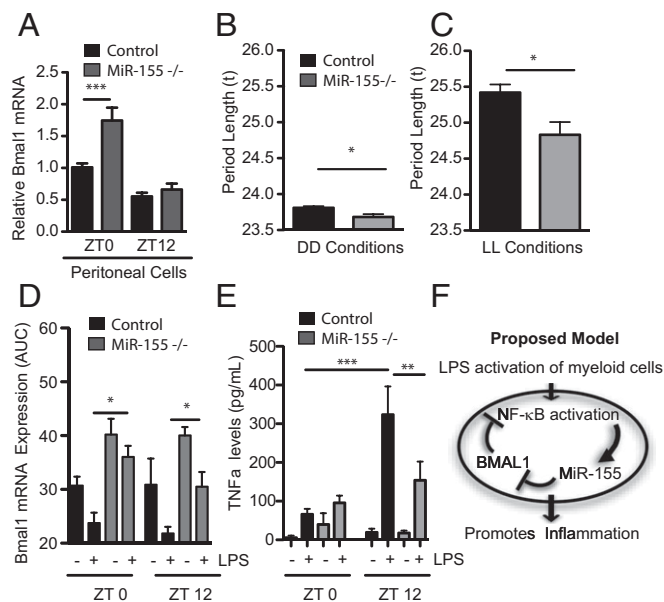 A
Control
MiR-155 -/-
Relative Bmal1 mRNA
2.5
2.0
1.5
1.0
0.5
0.0
***
ZT0 ZT12
Peritoneal Cells
B
Control
MiR-155-/-
Period Length (t)
26.0
25.5
25.0
24.5
24.0
23.5
*
DD Conditions
C
Period Length (t)
26.0
25.5
25.0
24.5
24.0
23.5
*
LL Conditions
D
Control
MiR-155 -/-
Bmal1 mRNA Expression (AUC)
60
50
40
30
20
* *
- + - + - + - + LPS
ZT 0 ZT 12
E
Control
MiR-155 -/-
TNFa levels (pg/mL)
500
400
300
200
100
0
*** **
- + - + - + - + LPS
ZT 0 ZT 12
F
Proposed Model
LPS activation of myeloid cells
NF-κB activation
BMAL1
MiR-155
Promotes Inflammation